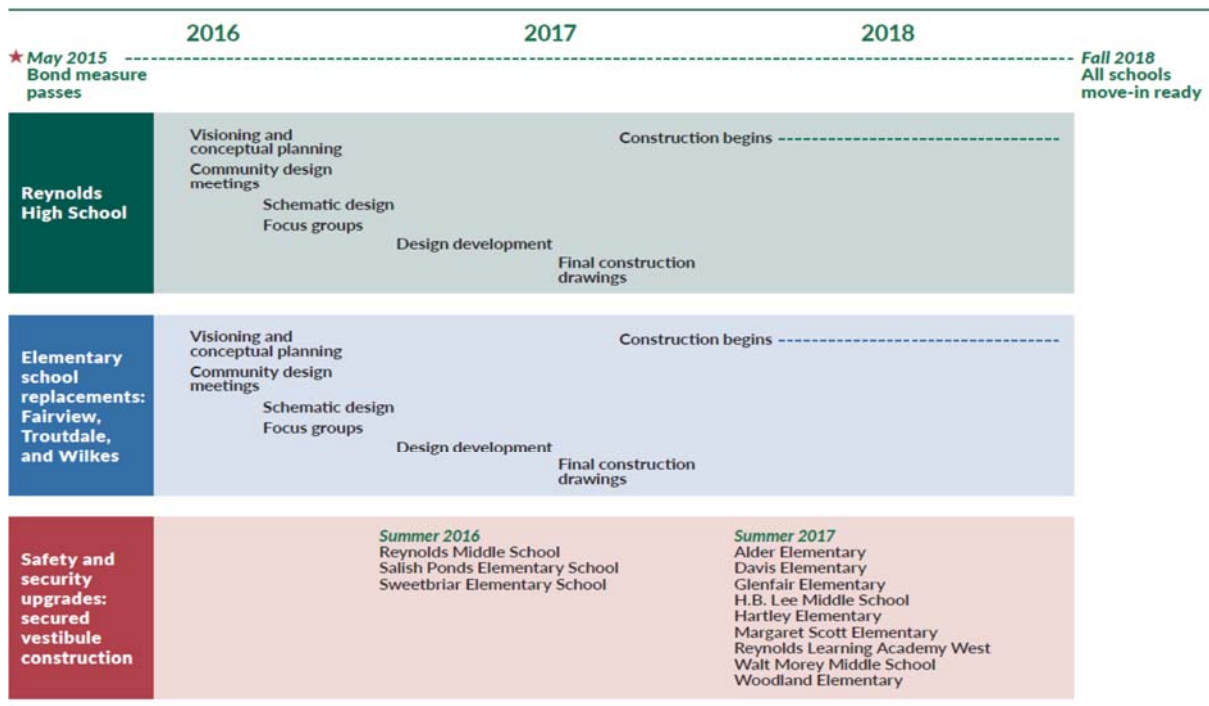 2016 2017 2018
★ May 2015
Bond measure
passes
Fall 2018
All schools
move-in ready
Reynolds
High School
Visioning and
conceptual planning
Community design
meetings
Schematic design
Focus groups
Design development
Final construction
drawings
Construction begins
Elementary
school
replacements:
Fairview,
Troutdale,
and Wilkes
Visioning and
conceptual planning
Community design
meetings
Schematic design
Focus groups
Design development
Final construction
drawings
Construction begins
Safety and
security
upgrades:
secured
vestibule
construction
Summer 2016
Reynolds Middle School
Salish Ponds Elementary School
Sweetbriar Elementary School
Summer 2017
Alder Elementary
Davis Elementary
Glenfair Elementary
H.B. Lee Middle School
Hartley Elementary
Margaret Scott Elementary
Reynolds Learning Academy West
Walt Morey Middle School
Woodland Elementary